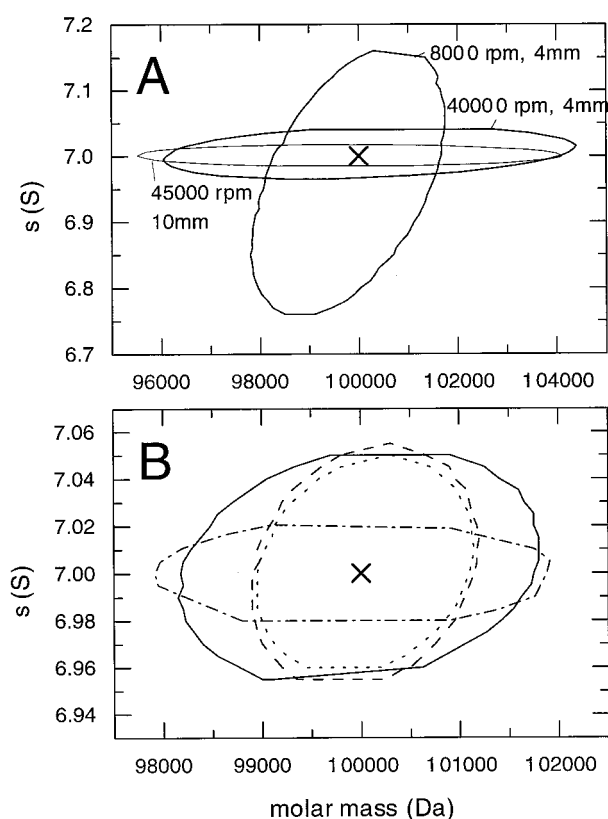 A
7.2
7.1
7.0
6.9
6.8
6.7
s (S)
8000 rpm, 4mm
40000 rpm, 4mm
45000 rpm
10mm
96000 98000 100000 102000 104000
B
7.06
7.04
7.02
7.00
6.98
6.96
6.94
s (S)
98000 99000 100000 101000 102000
molar mass (Da)